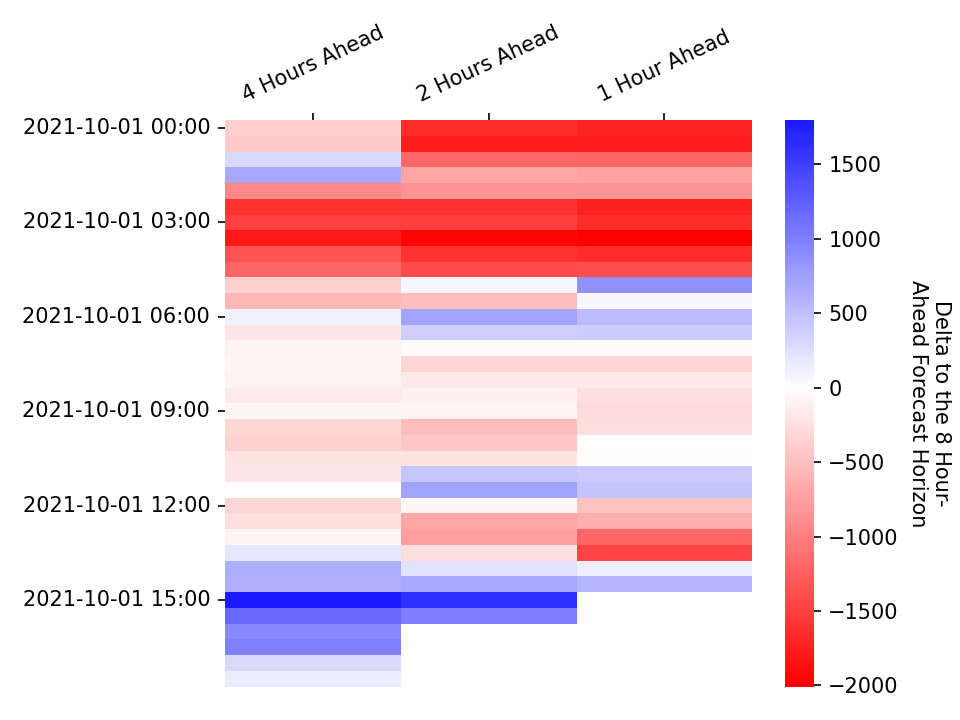 4 Hours Ahead
2 Hours Ahead
1 Hour Ahead
2021-10-01 00:00
2021-10-01 03:00
2021-10-01 06:00
2021-10-01 09:00
2021-10-01 12:00
2021-10-01 15:00
1500
1000
500
0
−500
−1000
−1500
−2000
Delta to the 8 Hour-
Ahead Forecast Horizon